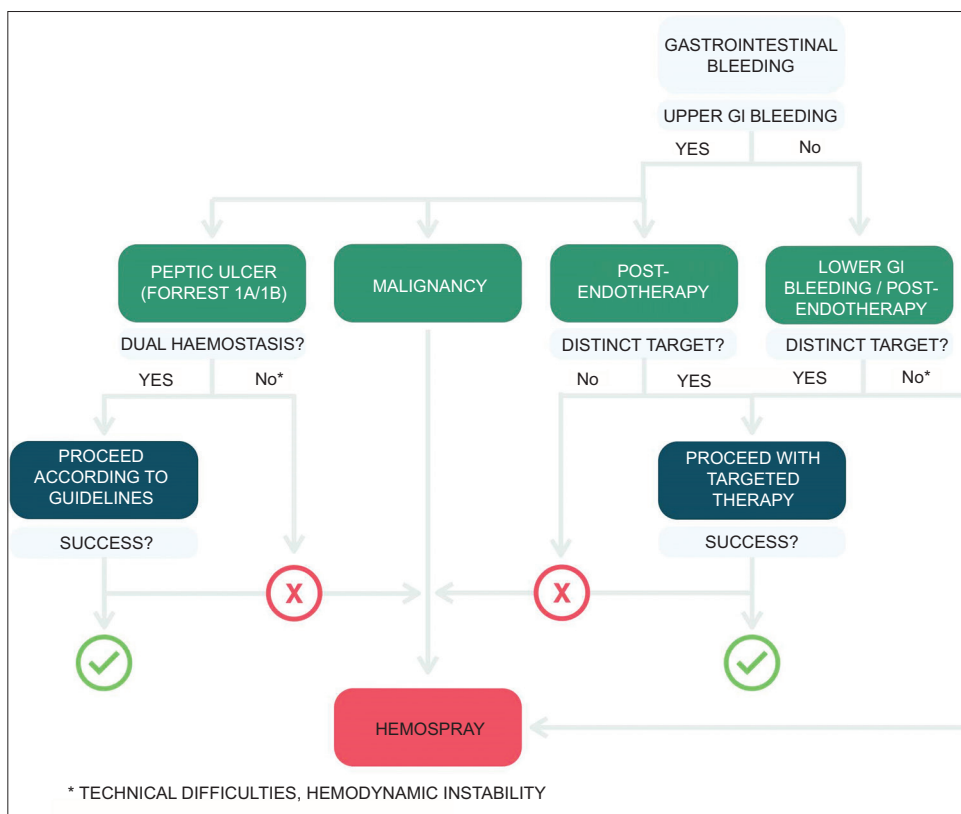 GASTROINTESTINAL
BLEEDING
UPPER GI BLEEDING
YES
No
PEPTIC ULCER
(FORREST 1A/1B)
MALIGNANCY
POST-
ENDOTHERAPY
LOWER GI
BLEEDING / POST-
ENDOTHERAPY
DUAL HAEMOSTASIS?
DISTINCT TARGET?
DISTINCT TARGET?
YES
No*
No
YES
YES
No*
PROCEED
ACCORDING TO
GUIDELINES
PROCEED WITH
TARGETED
THERAPY
SUCCESS?
SUCCESS?
X
X
HEMOSPRAY
* TECHNICAL DIFFICULTIES, HEMODYNAMIC INSTABILITY